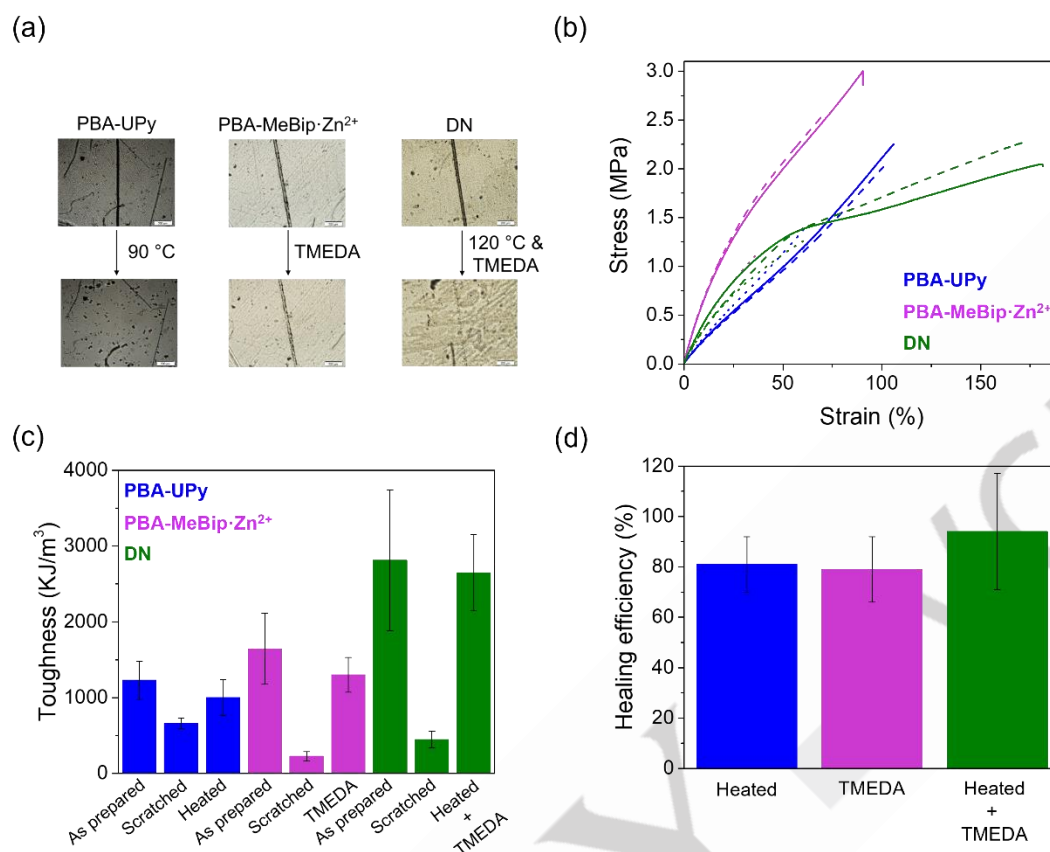 (a)
PBA-UPy
PBA-MeBip·Zn²⁺
DN
90 °C
TMEDA
120 °C &
TMEDA
(b)
3.0
2.5
2.0
1.5
1.0
0.5
0.0
Stress (MPa)
0
50
100
150
Strain (%)
PBA-UPy
PBA-MeBip·Zn²⁺
DN
(c)
4000
3000
2000
1000
0
Toughness (KJ/m³)
PBA-UPy
PBA-MeBip·Zn²⁺
DN
As prepared
Scratched
Heated
As prepared
Scratched
TMEDA
As prepared
Scratched
Heated
+
TMEDA
(d)
120
100
80
60
40
20
0
Healing efficiency (%)
Heated
TMEDA
Heated
+
TMEDA